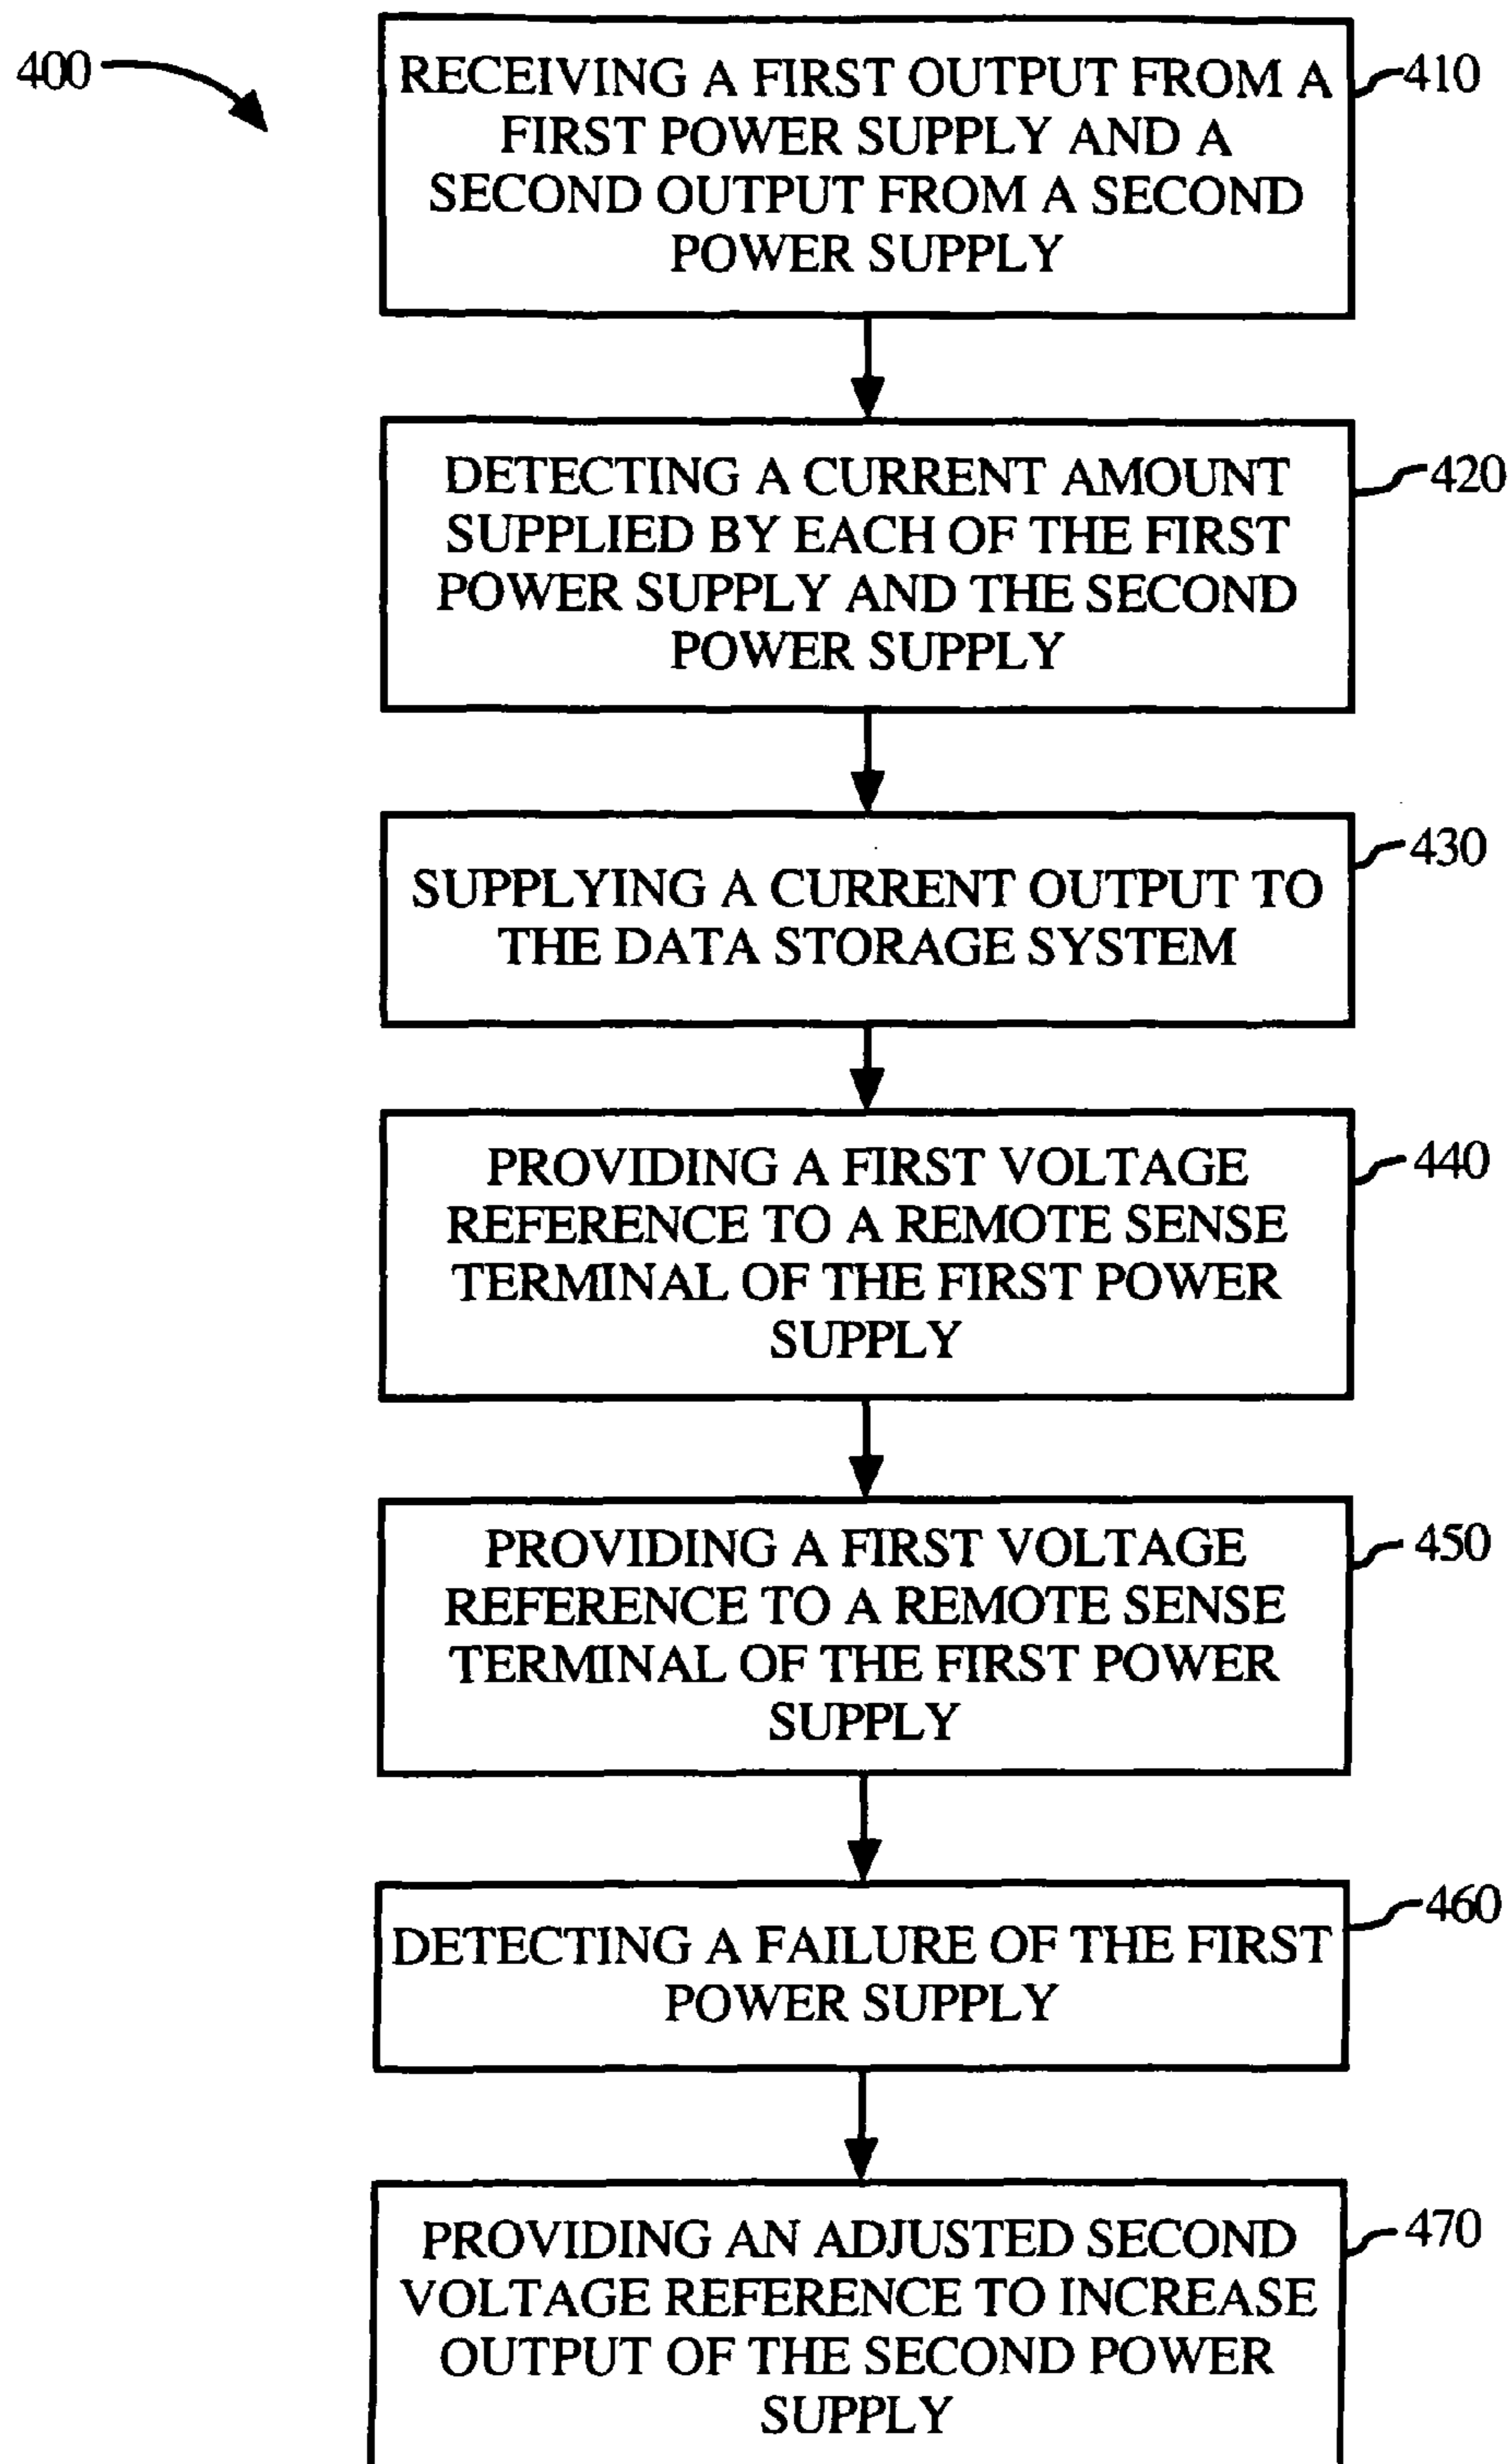 400
RECEIVING A FIRST OUTPUT FROM A
FIRST POWER SUPPLY AND A
SECOND OUTPUT FROM A SECOND
POWER SUPPLY
410
DETECTING A CURRENT AMOUNT
SUPPLIED BY EACH OF THE FIRST
POWER SUPPLY AND THE SECOND
POWER SUPPLY
420
SUPPLYING A CURRENT OUTPUT TO
THE DATA STORAGE SYSTEM
430
PROVIDING A FIRST VOLTAGE
REFERENCE TO A REMOTE SENSE
TERMINAL OF THE FIRST POWER
SUPPLY
440
PROVIDING A FIRST VOLTAGE
REFERENCE TO A REMOTE SENSE
TERMINAL OF THE FIRST POWER
SUPPLY
450
DETECTING A FAILURE OF THE FIRST
POWER SUPPLY
460
PROVIDING AN ADJUSTED SECOND
VOLTAGE REFERENCE TO INCREASE
OUTPUT OF THE SECOND POWER
SUPPLY
470